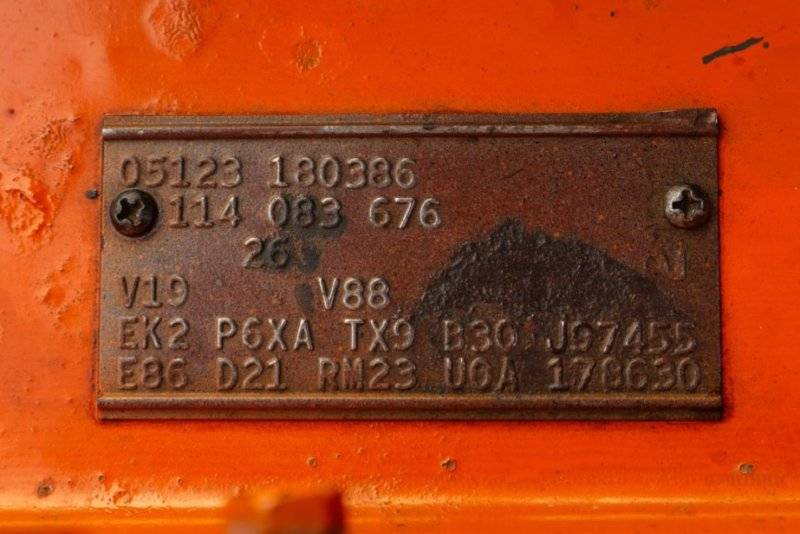 05123 180386
114 083 676
26
V19 V88
EK2 P6XA TX9 B30 J97455
E86 D21 RM23 U0A 178630